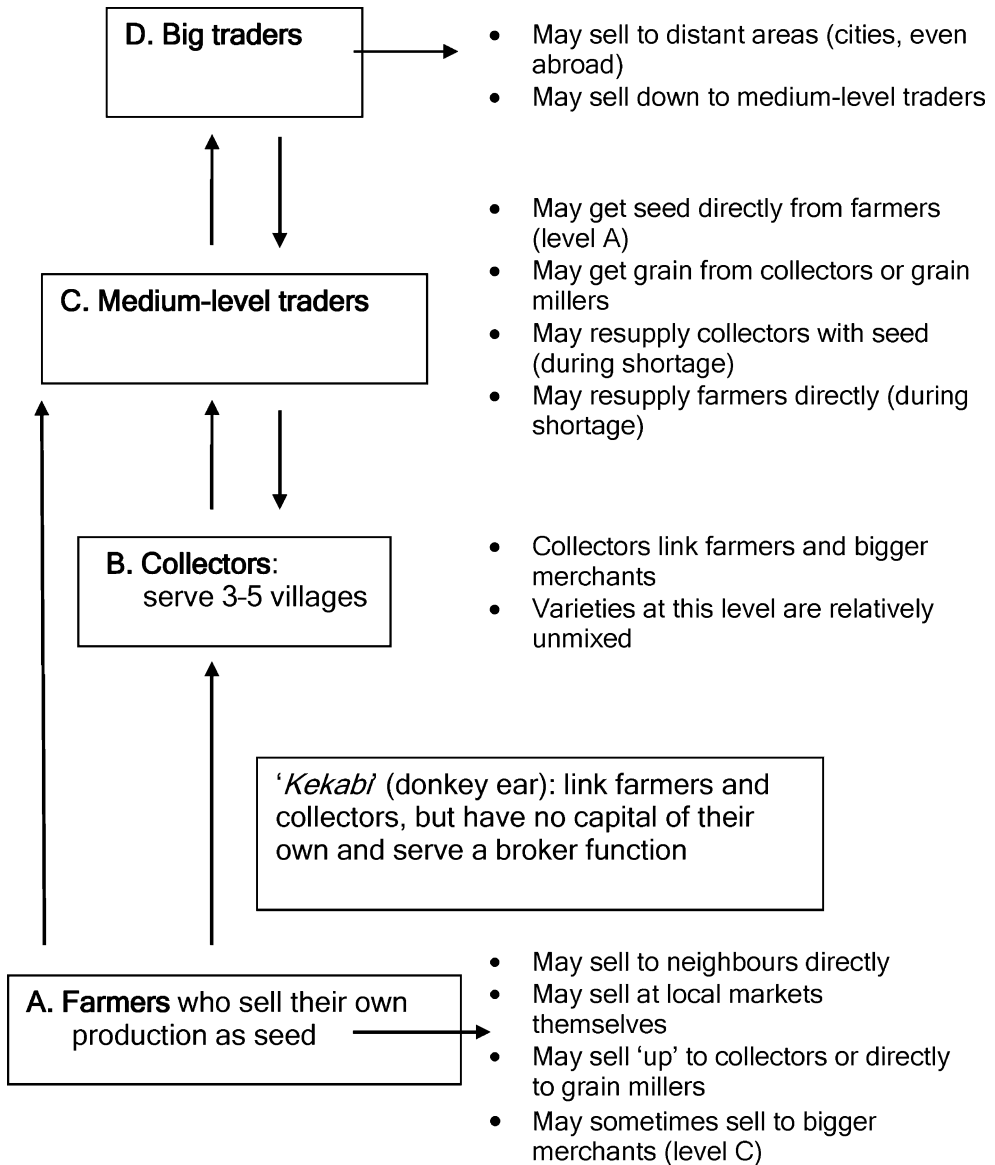 D. Big traders
• May sell to distant areas (cities, even
abroad)
• May sell down to medium-level traders
• May get seed directly from farmers
(level A)
• May get grain from collectors or grain
millers
• May resupply collectors with seed
(during shortage)
• May resupply farmers directly (during
shortage)
C. Medium-level traders
B. Collectors:
serve 3-5 villages
• Collectors link farmers and bigger
merchants
• Varieties at this level are relatively
unmixed
‘Kekabi’ (donkey ear): link farmers and
collectors, but have no capital of their
own and serve a broker function
A. Farmers who sell their own
production as seed
• May sell to neighbours directly
• May sell at local markets
themselves
• May sell ‘up’ to collectors or directly
to grain millers
• May sometimes sell to bigger
merchants (level C)